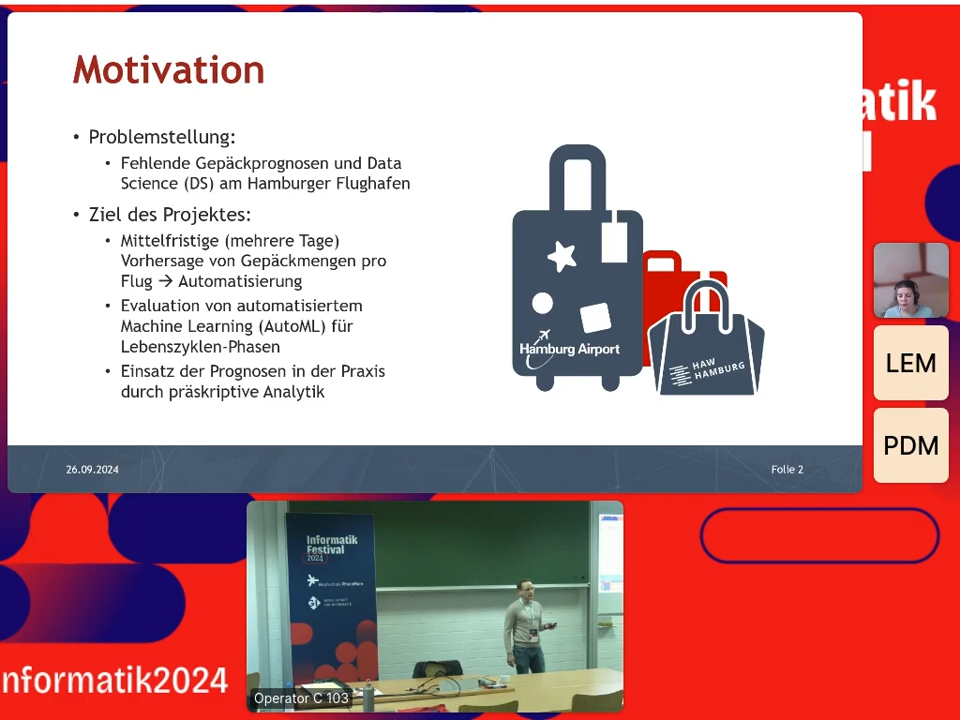 Motivation
• Problemstellung:
• Fehlende Gepäckprognosen und Data
Science (DS) am Hamburger Flughafen
• Ziel des Projektes:
• Mittelfristige (mehrere Tage)
Vorhersage von Gepäckmengen pro
Flug → Automatisierung
• Evaluation von automatisiertem
Machine Learning (AutoML) für
Lebenszyklen-Phasen
• Einsatz der Prognosen in der Praxis
durch präskriptive Analytik
Hamburg Airport
HAW
HAMBURG
26.09.2024
Folie 2
atik
LEM
PDM
Informatik
Festival
2024
Hochschule RheinMain
GI
Operator C 103
nformatik2024